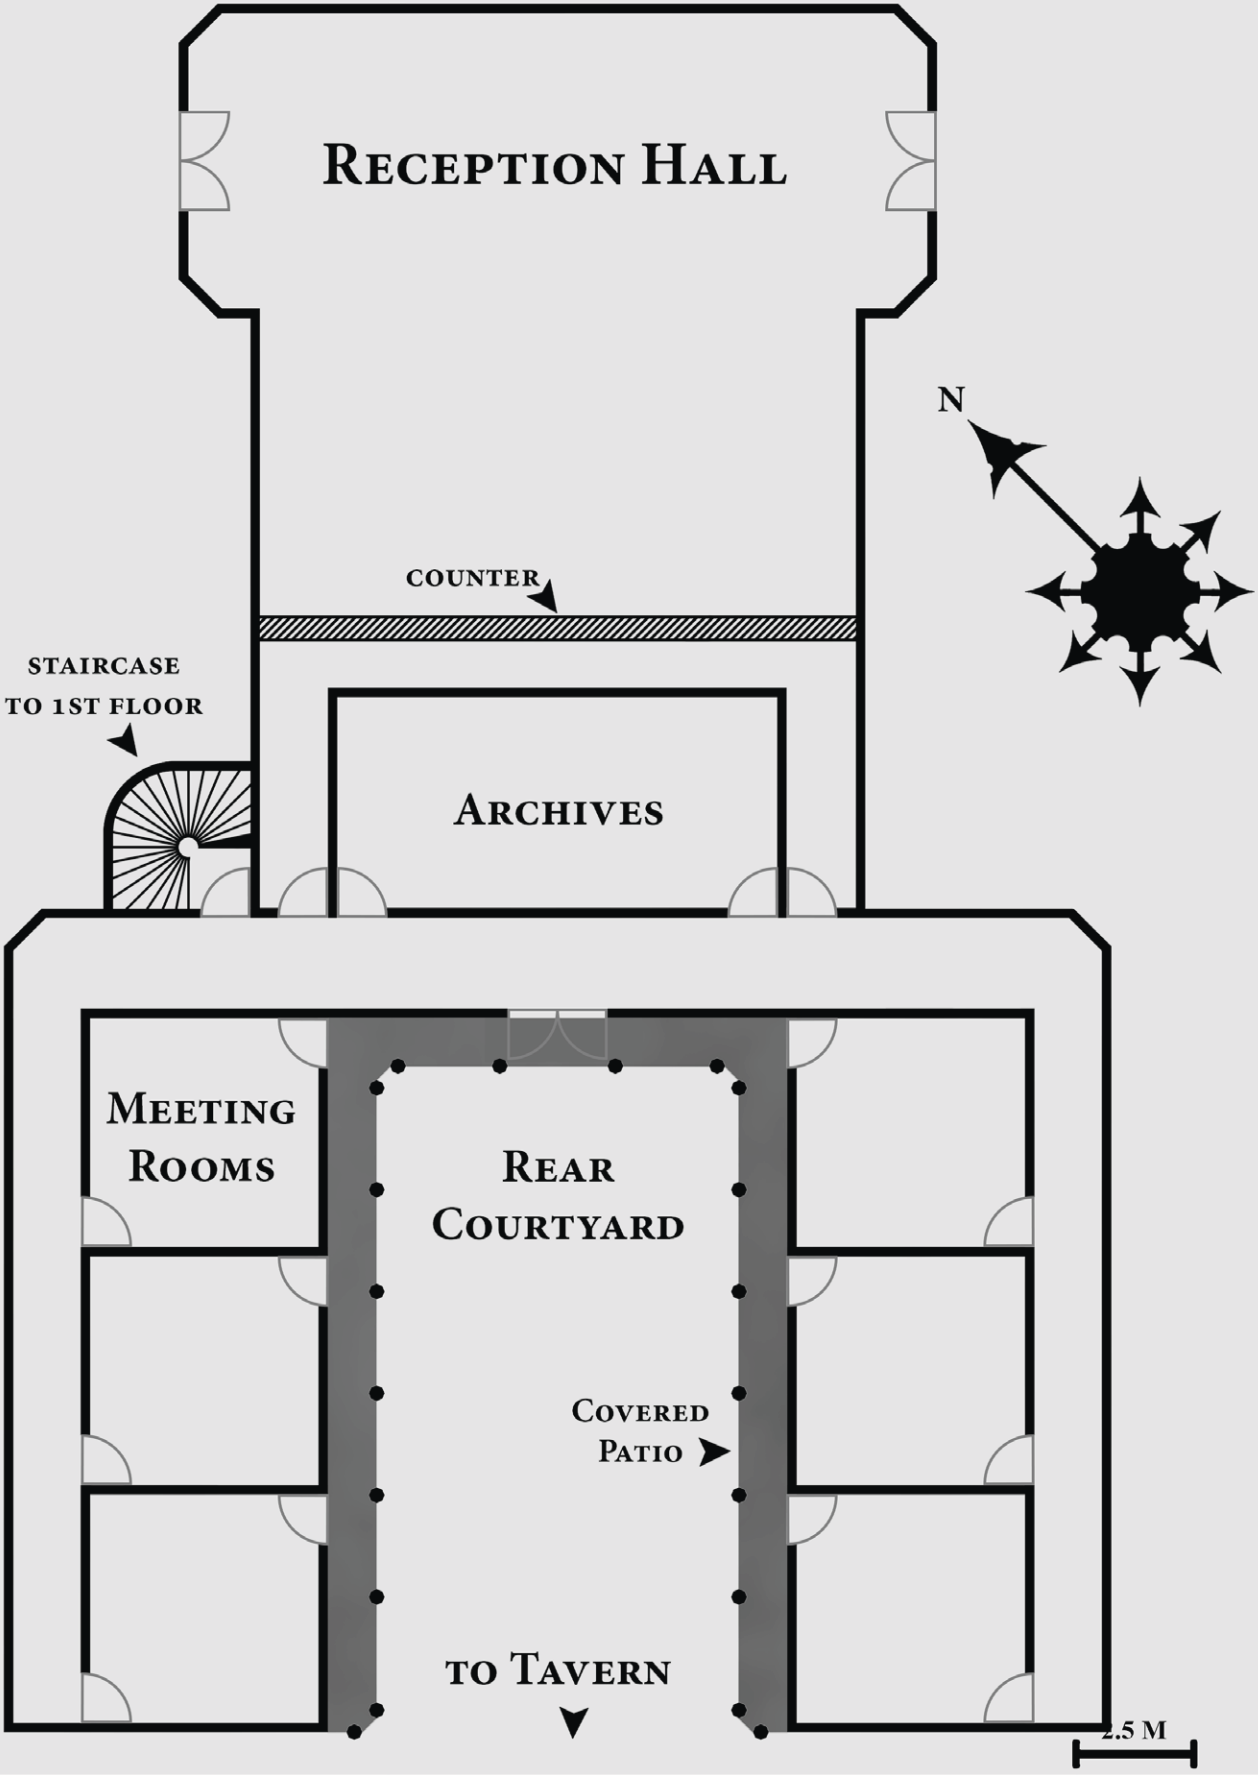 Reception Hall
N
counter
staircase
to 1st floor
Archives
Meeting
Rooms
Rear
Courtyard
Covered
Patio
to Tavern
2.5 M